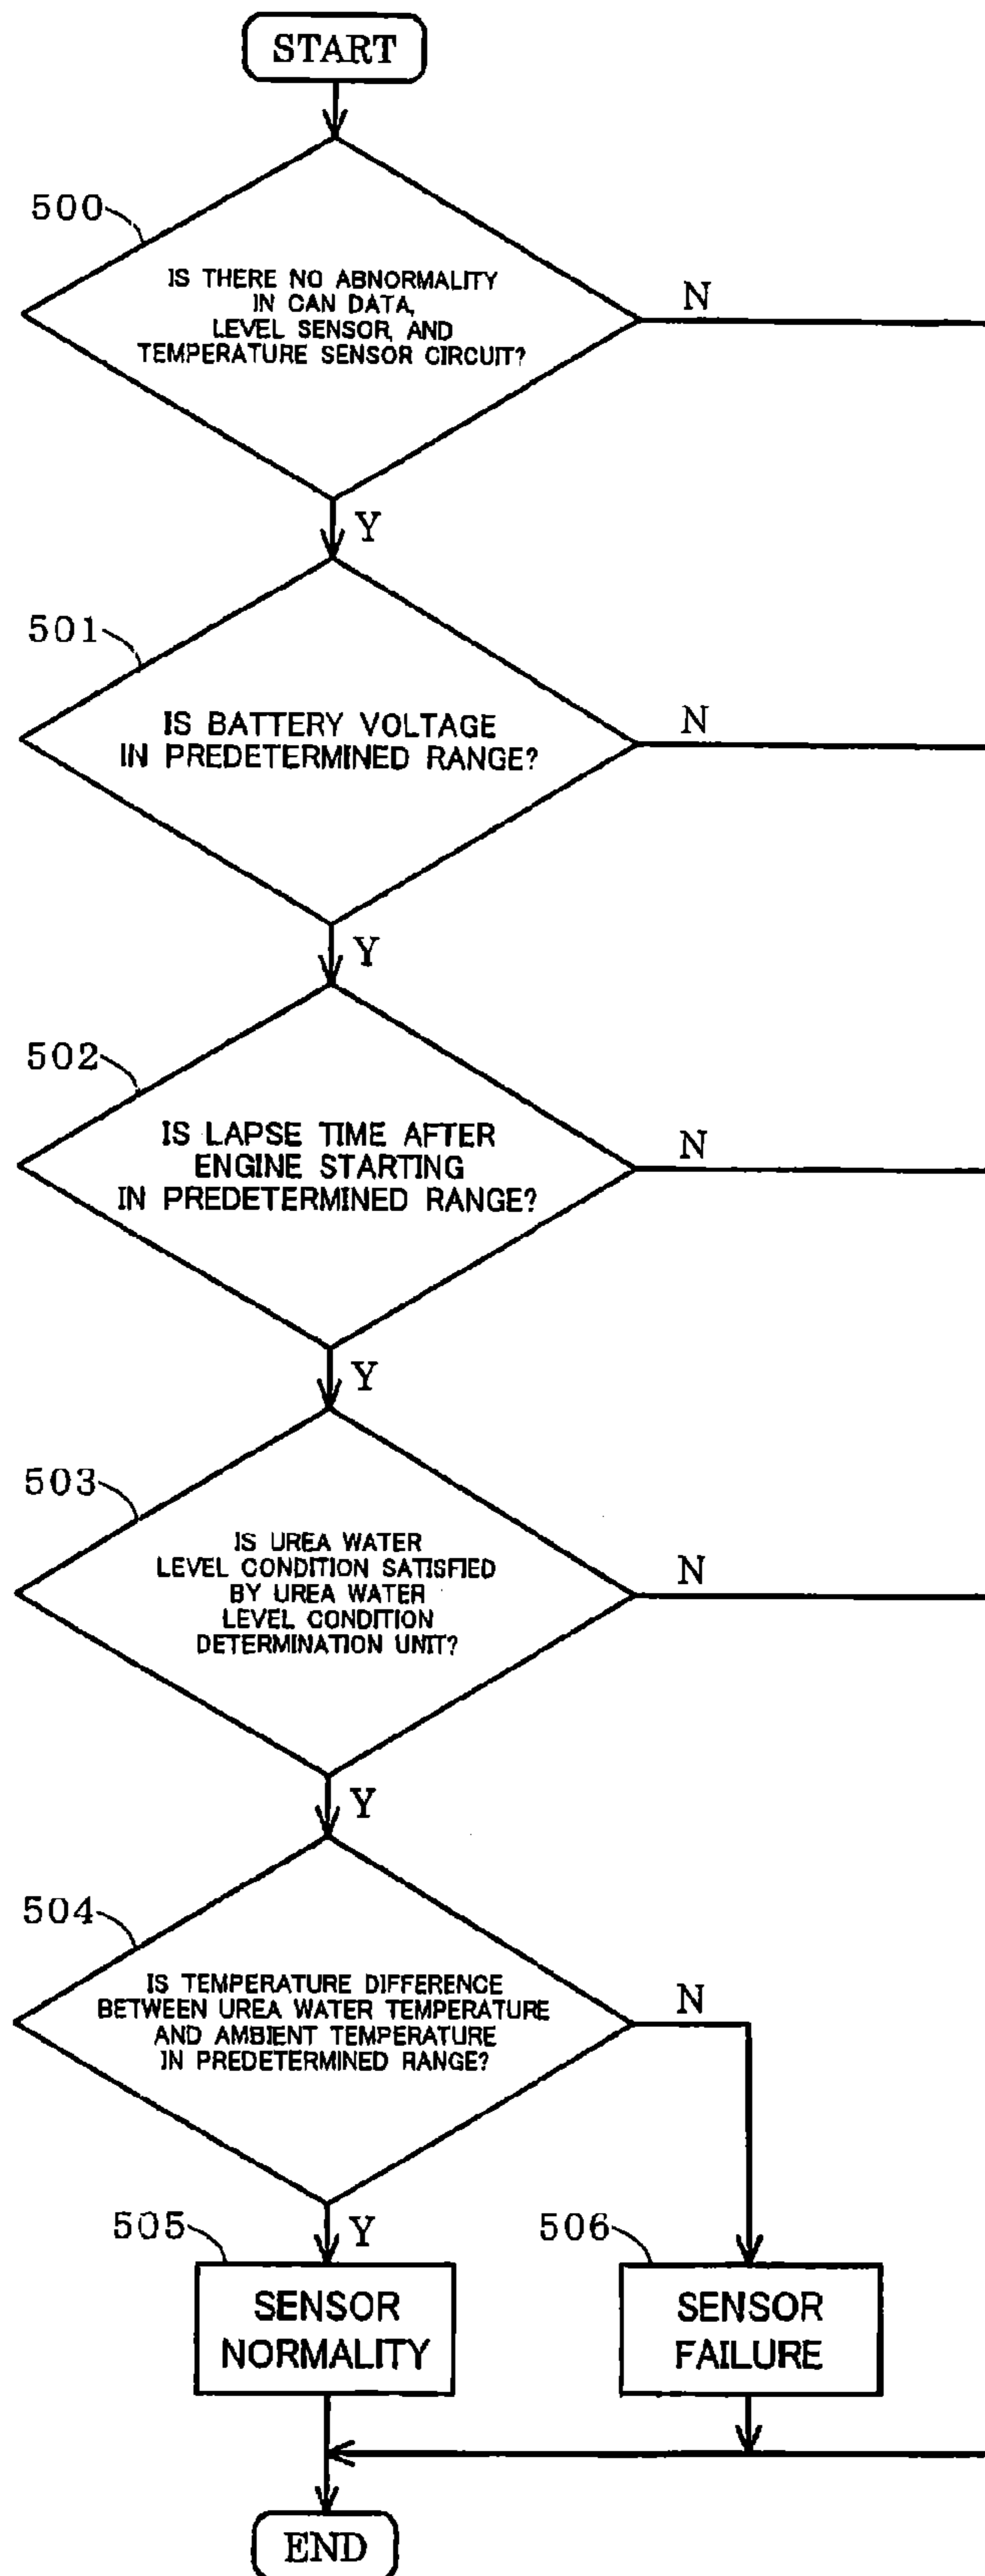 START
500
IS THERE NO ABNORMALITY
IN CAN DATA,
LEVEL SENSOR, AND
TEMPERATURE SENSOR CIRCUIT?
N
Y
501
IS BATTERY VOLTAGE
IN PREDETERMINED RANGE?
N
Y
502
IS LAPSE TIME AFTER
ENGINE STARTING
IN PREDETERMINED RANGE?
N
Y
503
IS UREA WATER
LEVEL CONDITION SATISFIED
BY UREA WATER
LEVEL CONDITION
DETERMINATION UNIT?
N
Y
504
IS TEMPERATURE DIFFERENCE
BETWEEN UREA WATER TEMPERATURE
AND AMBIENT TEMPERATURE
IN PREDETERMINED RANGE?
N
Y
505
SENSOR
NORMALITY
506
SENSOR
FAILURE
END